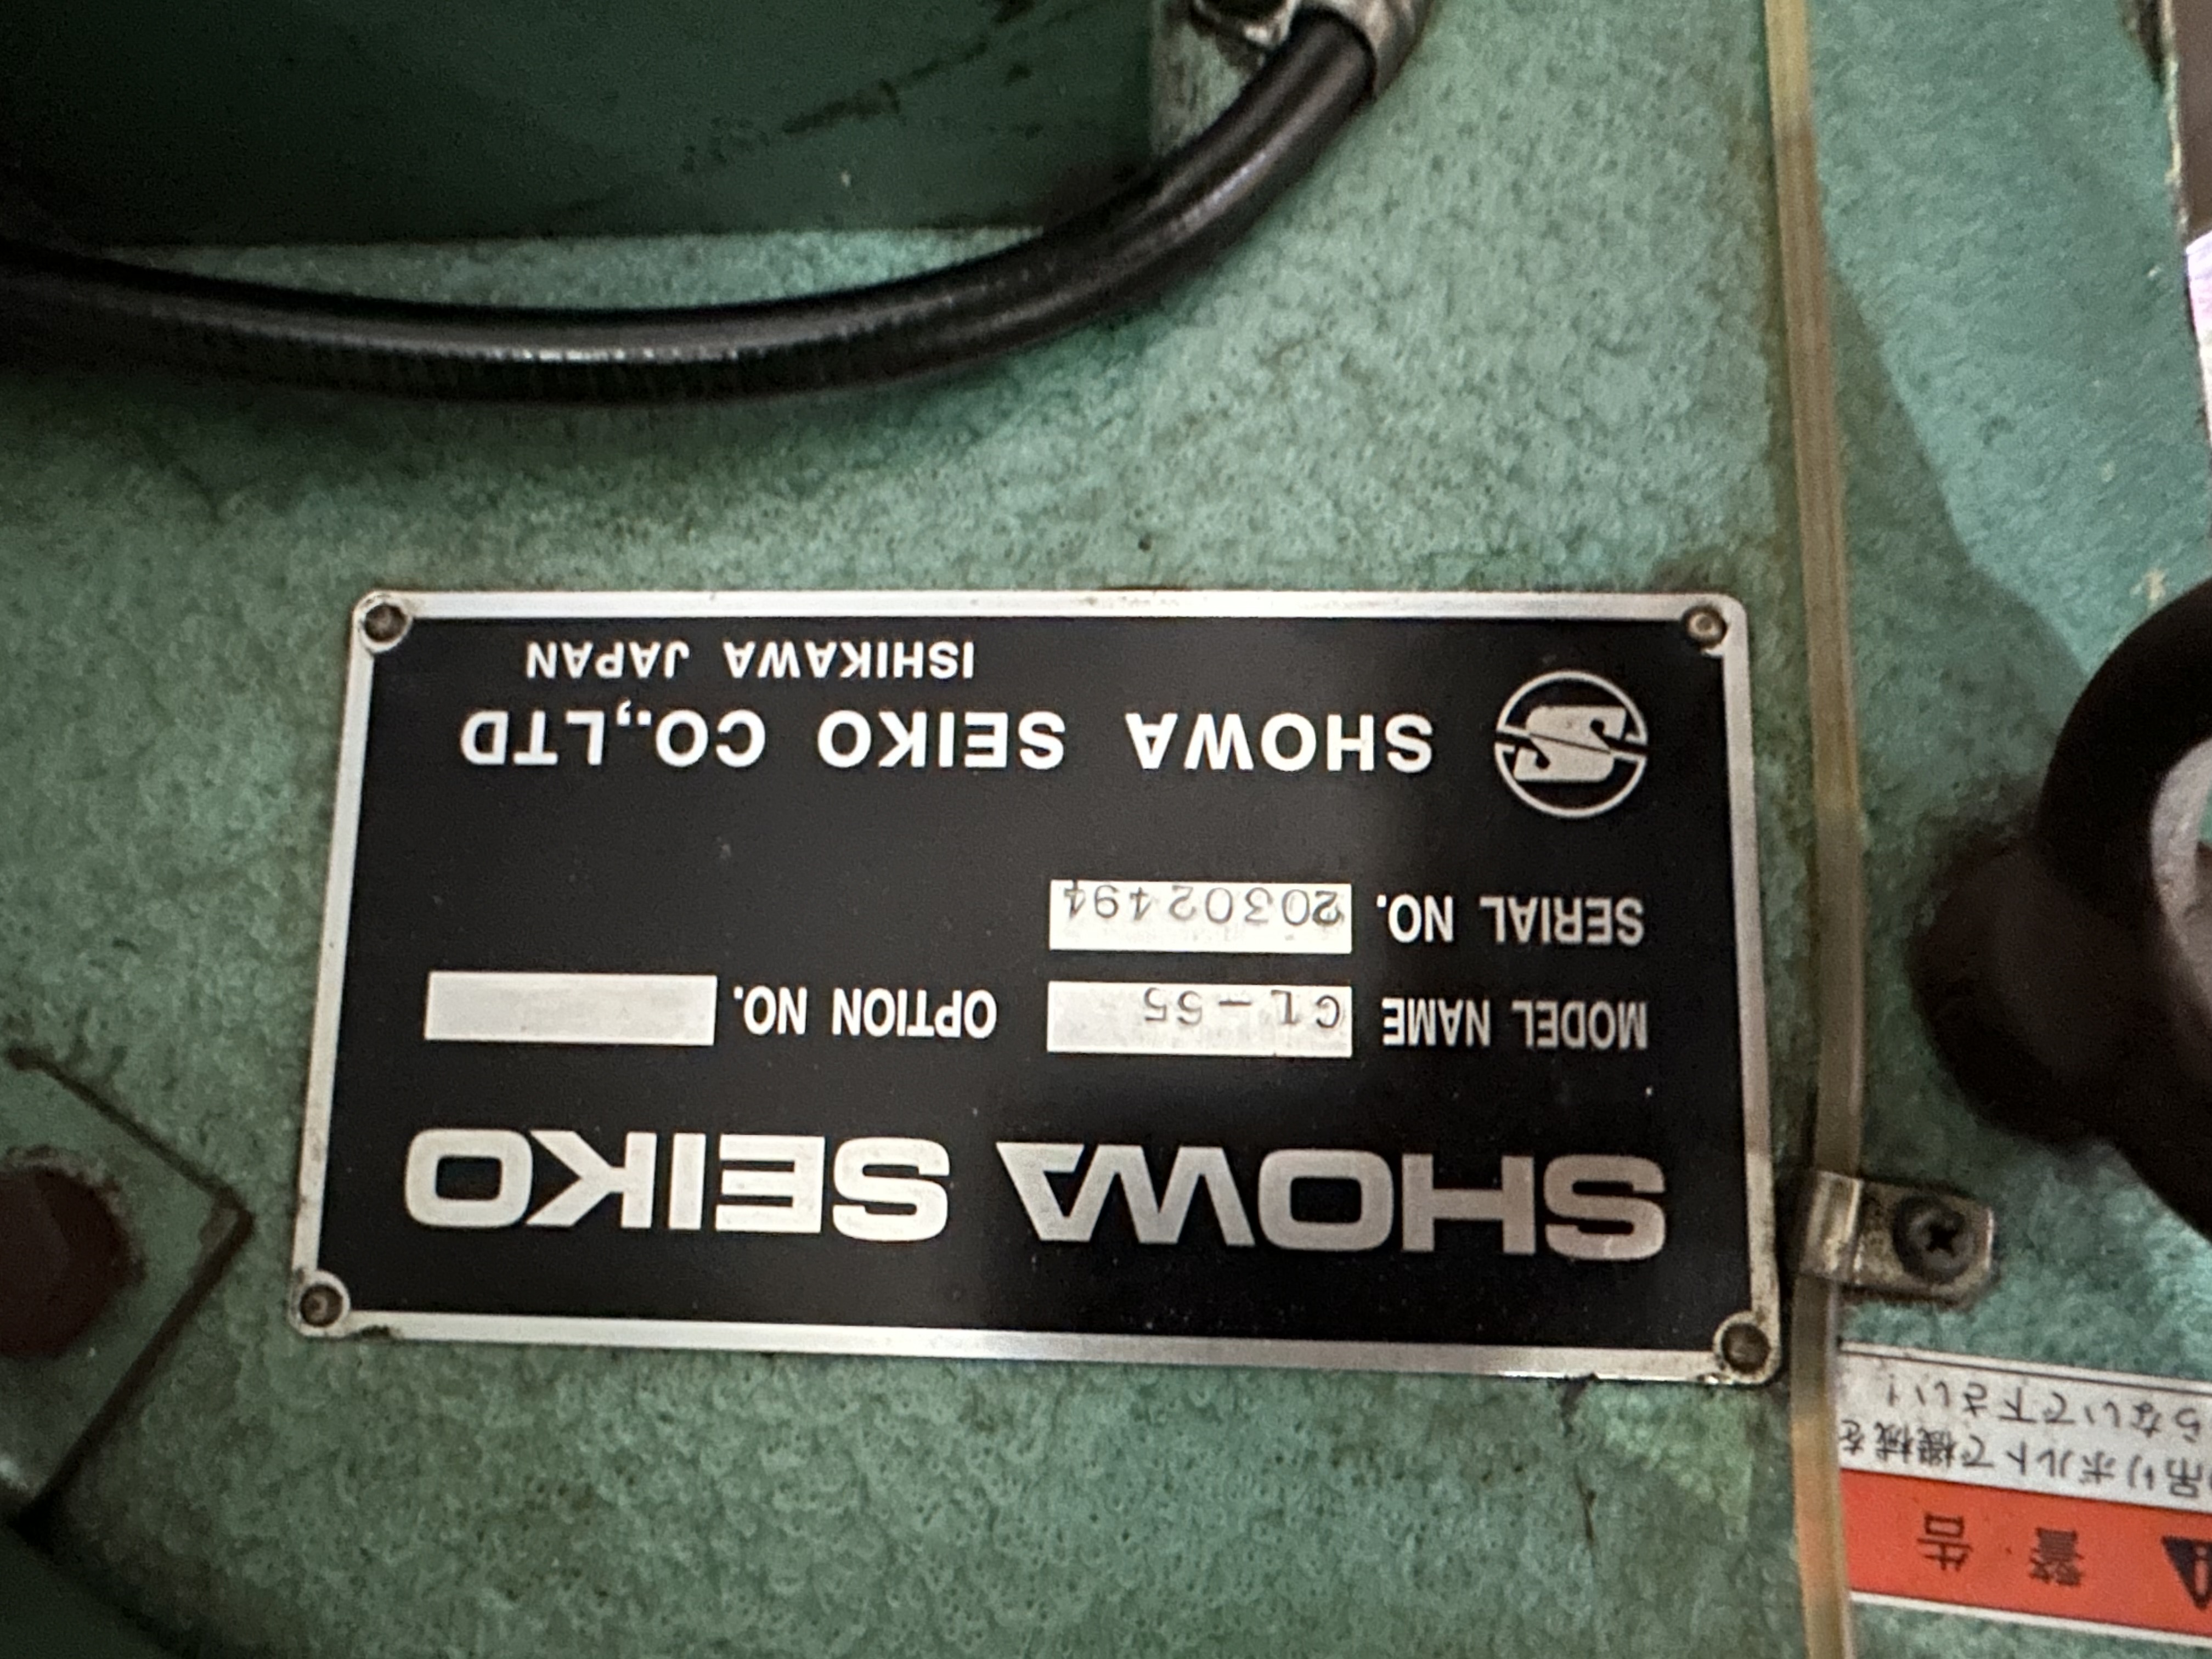 SHOWA SEIKO
MODEL NAME CL-55 OPTION NO.
SERIAL NO. 20302494
SHOWA SEIKO CO.,LTD
ISHIKAWA JAPAN
警告
吊りボルトで機械を
らないで下さい!